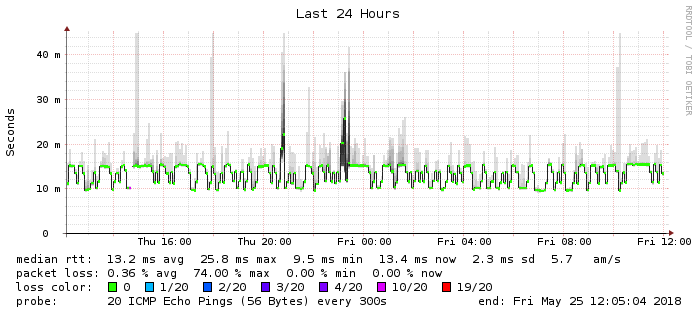 Last 24 Hours
RRDTOOL / TOBI OETIKER
Seconds
40 m
30 m
20 m
10 m
0
Thu 16:00 Thu 20:00 Fri 00:00 Fri 04:00 Fri 08:00 Fri 12:00
median rtt: 13.2 ms avg 25.8 ms max 9.5 ms min 13.4 ms now 2.3 ms sd 5.7 am/s
packet loss: 0.36 % avg 74.00 % max 0.00 % min 0.00 % now
loss color: 0 1/20 2/20 3/20 4/20 10/20 19/20
probe: 20 ICMP Echo Pings (56 Bytes) every 300s end: Fri May 25 12:05:04 2018